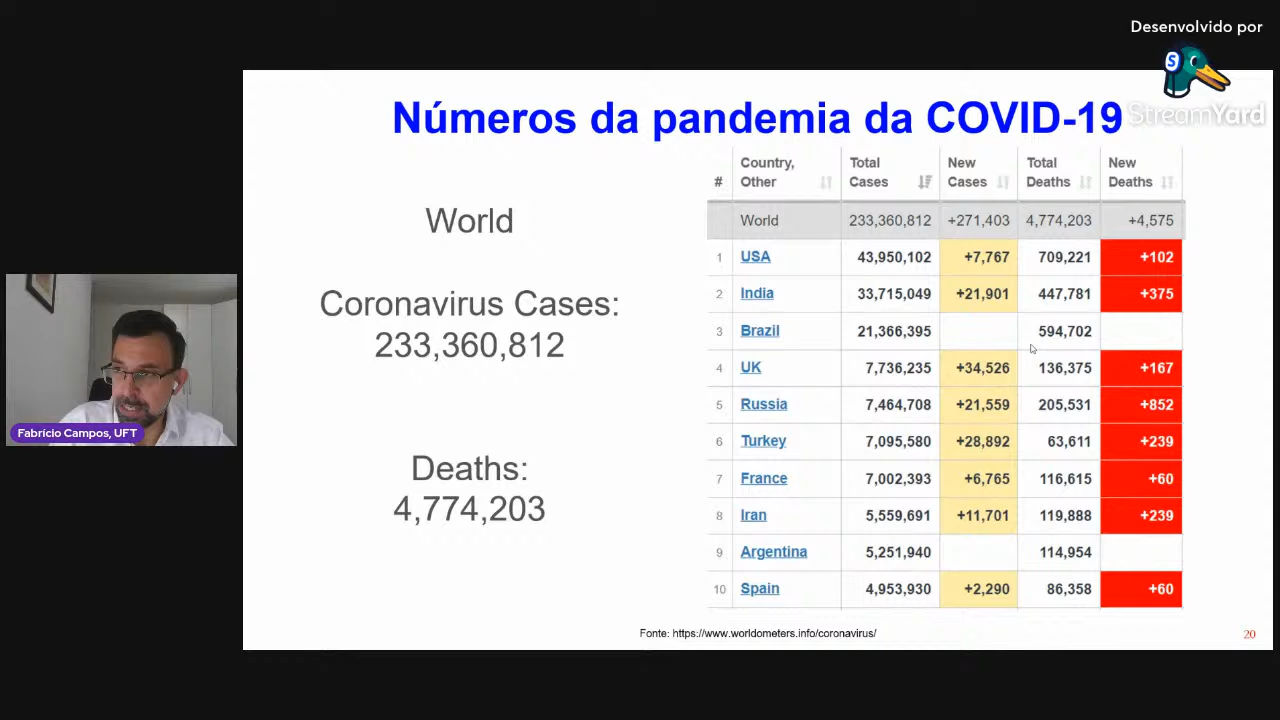 Desenvolvido por
S
StreamYard
Números da pandemia da COVID-19
World
Coronavirus Cases:
233,360,812
Deaths:
4,774,203
# Country, Other Total Cases New Cases Total Deaths New Deaths
World 233,360,812 +271,403 4,774,203 +4,575
1 USA 43,950,102 +7,767 709,221 +102
2 India 33,715,049 +21,901 447,781 +375
3 Brazil 21,366,395 594,702
4 UK 7,736,235 +34,526 136,375 +167
5 Russia 7,464,708 +21,559 205,531 +852
6 Turkey 7,095,580 +28,892 63,611 +239
7 France 7,002,393 +6,765 116,615 +60
8 Iran 5,559,691 +11,701 119,888 +239
9 Argentina 5,251,940 114,954
10 Spain 4,953,930 +2,290 86,358 +60
Fonte: https://www.worldometers.info/coronavirus/
20
Fabrício Campos, UFT